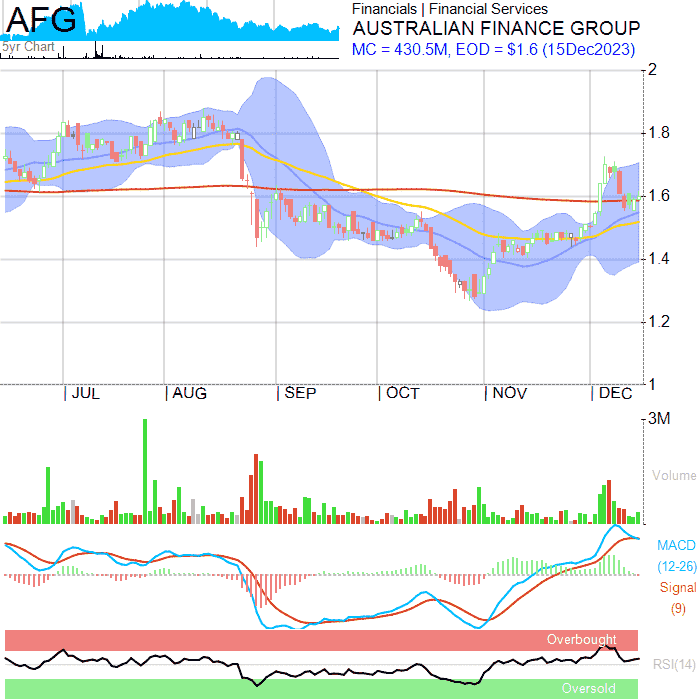 AFG
5yr Chart
Financials | Financial Services
AUSTRALIAN FINANCE GROUP
MC = 430.5M, EOD = $1.6 (15Dec2023)
2
1.8
1.6
1.4
1.2
1
| JUL | AUG | SEP | OCT | NOV | DEC
3M
Volume
MACD
(12-26)
Signal
(9)
Overbought
RSI(14)
Oversold